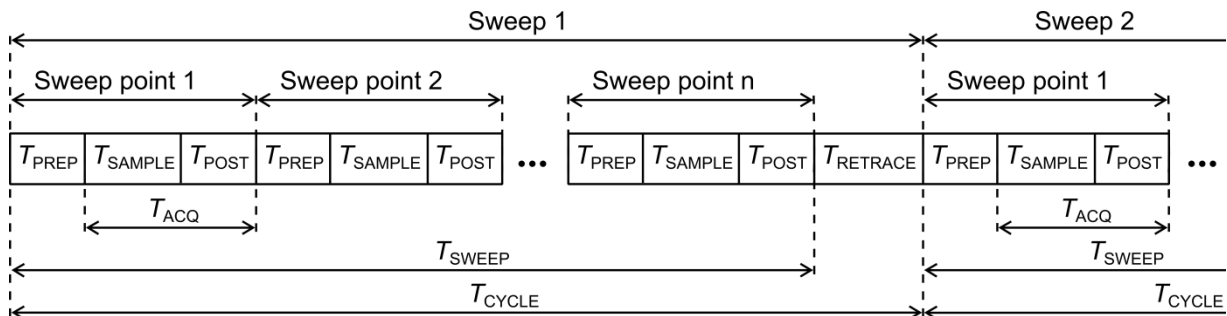 Sweep 1 Sweep 2
Sweep point 1 Sweep point 2 Sweep point n Sweep point 1
TPREP TSAMPLE TPOST TPREP TSAMPLE TPOST ••• TPREP TSAMPLE TPOST TRETRACE TPREP TSAMPLE TPOST •••
TACQ TACQ
TSWEEP TSWEEP
TCYCLE TCYCLE